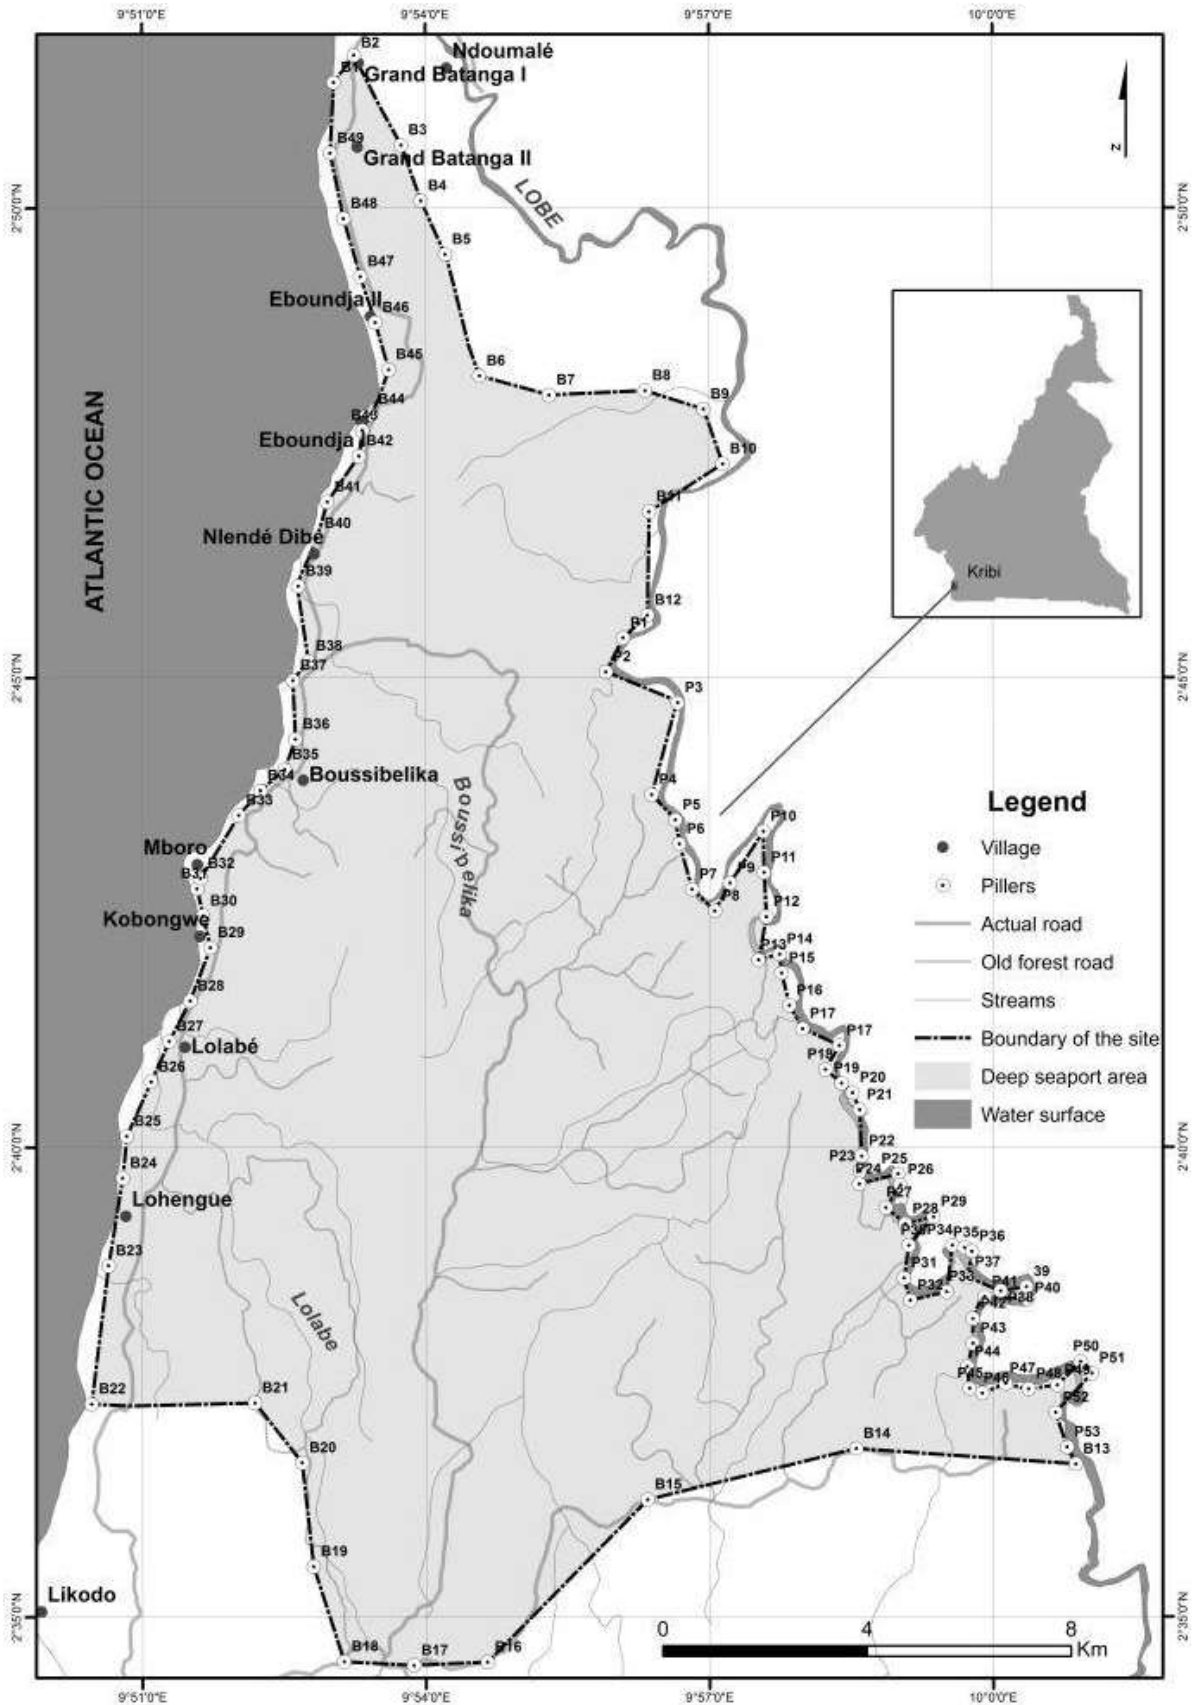 9°51'0"E
9°54'0"E
9°57'0"E
10°0'0"E
B2
Ndoumalé
B1
Grand Batanga I
B3
B49
Grand Batanga II
z
B4
LOBE
2°50'0"N
2°50'0"N
B48
B5
B47
Eboundja II
B46
B6
B45
B7
B8
B9
B44
B43
Eboundja I
B42
B10
ATLANTIC OCEAN
B41
B11
B40
Nlendé Dibé
B39
Kribi
B12
B1
B38
B37
P2
2°45'0"N
2°45'0"N
P3
B36
B35
B34
Boussibelika
Boussibelika
P4
B33
P5
P6
Legend
P10
Mboro
B32
Village
B31
P11
P9
P7
Pillers
B30
P8
P12
Kobongwe
B29
Actual road
P13
P14
P15
Old forest road
B28
P16
Streams
B27
P17
P17
Boundary of the site
Lolabé
B26
P18
P19
P20
Deep seaport area
P21
B25
Water surface
P22
2°40'0"N
2°40'0"N
B24
P23
P24
P25
P26
Lohengue
P27
P28
P29
B23
P34
P35
P36
P31
P37
Lolabe
P32
P33
39
P41
P40
P38
P42
P43
P44
P50
B22
B21
P45
P46
P47
P48
P49
P51
P52
B20
B14
P53
B13
B15
B19
Likodo
2°35'0"N
2°35'0"N
0
4
8
Km
B18
B17
B16
9°51'0"E
9°54'0"E
9°57'0"E
10°0'0"E